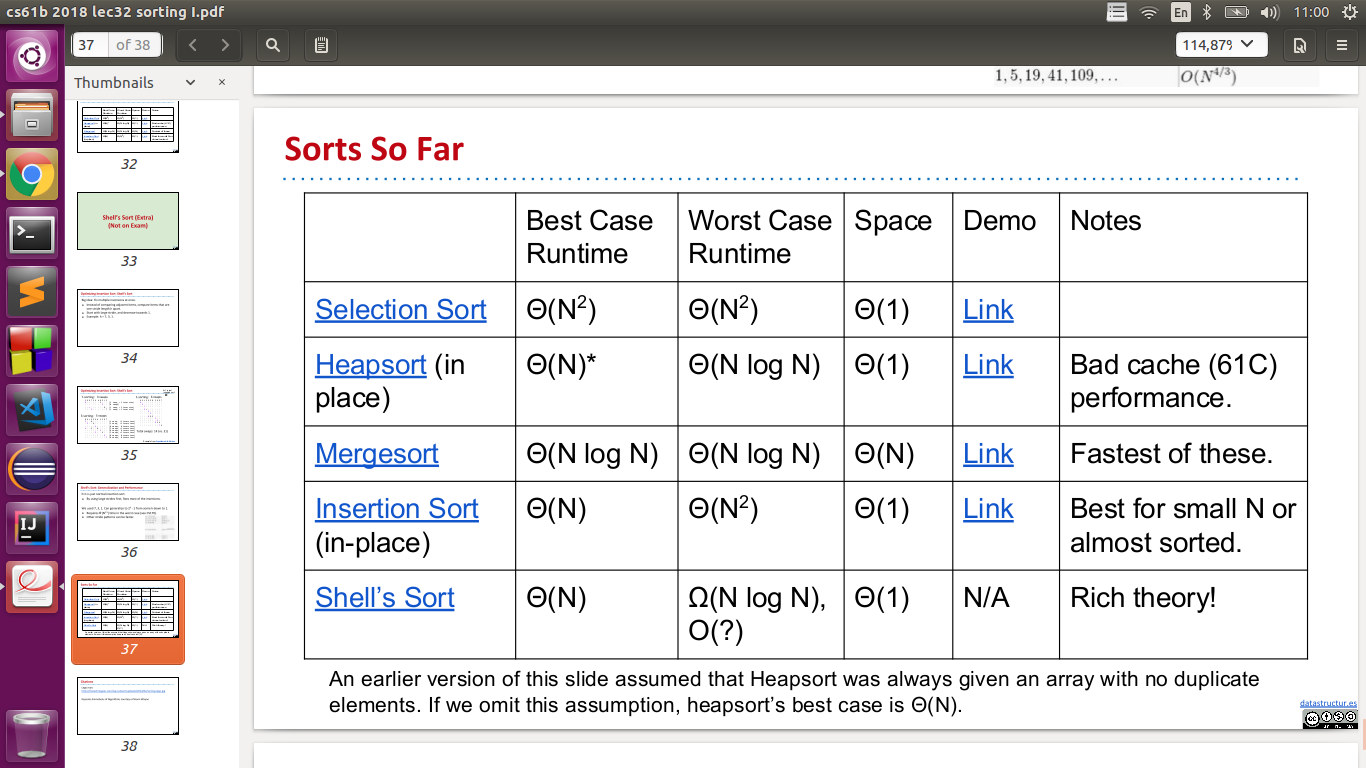 cs61b 2018 lec32 sorting I.pdf
En
11:00
37 of 38
114,87%
Thumbnails
1, 5, 19, 41, 109, . . .
O(N^{4/3})
32
Shell's Sort (Extra)
(Not on Exam)
33
34
35
36
37
38
Sorts So Far
Best Case Runtime
Worst Case Runtime
Space
Demo
Notes
Selection Sort
Θ(N²)
Θ(N²)
Θ(1)
Link
Heapsort (in place)
Θ(N)*
Θ(N log N)
Θ(1)
Link
Bad cache (61C) performance.
Mergesort
Θ(N log N)
Θ(N log N)
Θ(N)
Link
Fastest of these.
Insertion Sort (in-place)
Θ(N)
Θ(N²)
Θ(1)
Link
Best for small N or almost sorted.
Shell’s Sort
Θ(N)
Ω(N log N), O(?)
Θ(1)
N/A
Rich theory!
An earlier version of this slide assumed that Heapsort was always given an array with no duplicate
elements. If we omit this assumption, heapsort’s best case is Θ(N).
datastructur.es